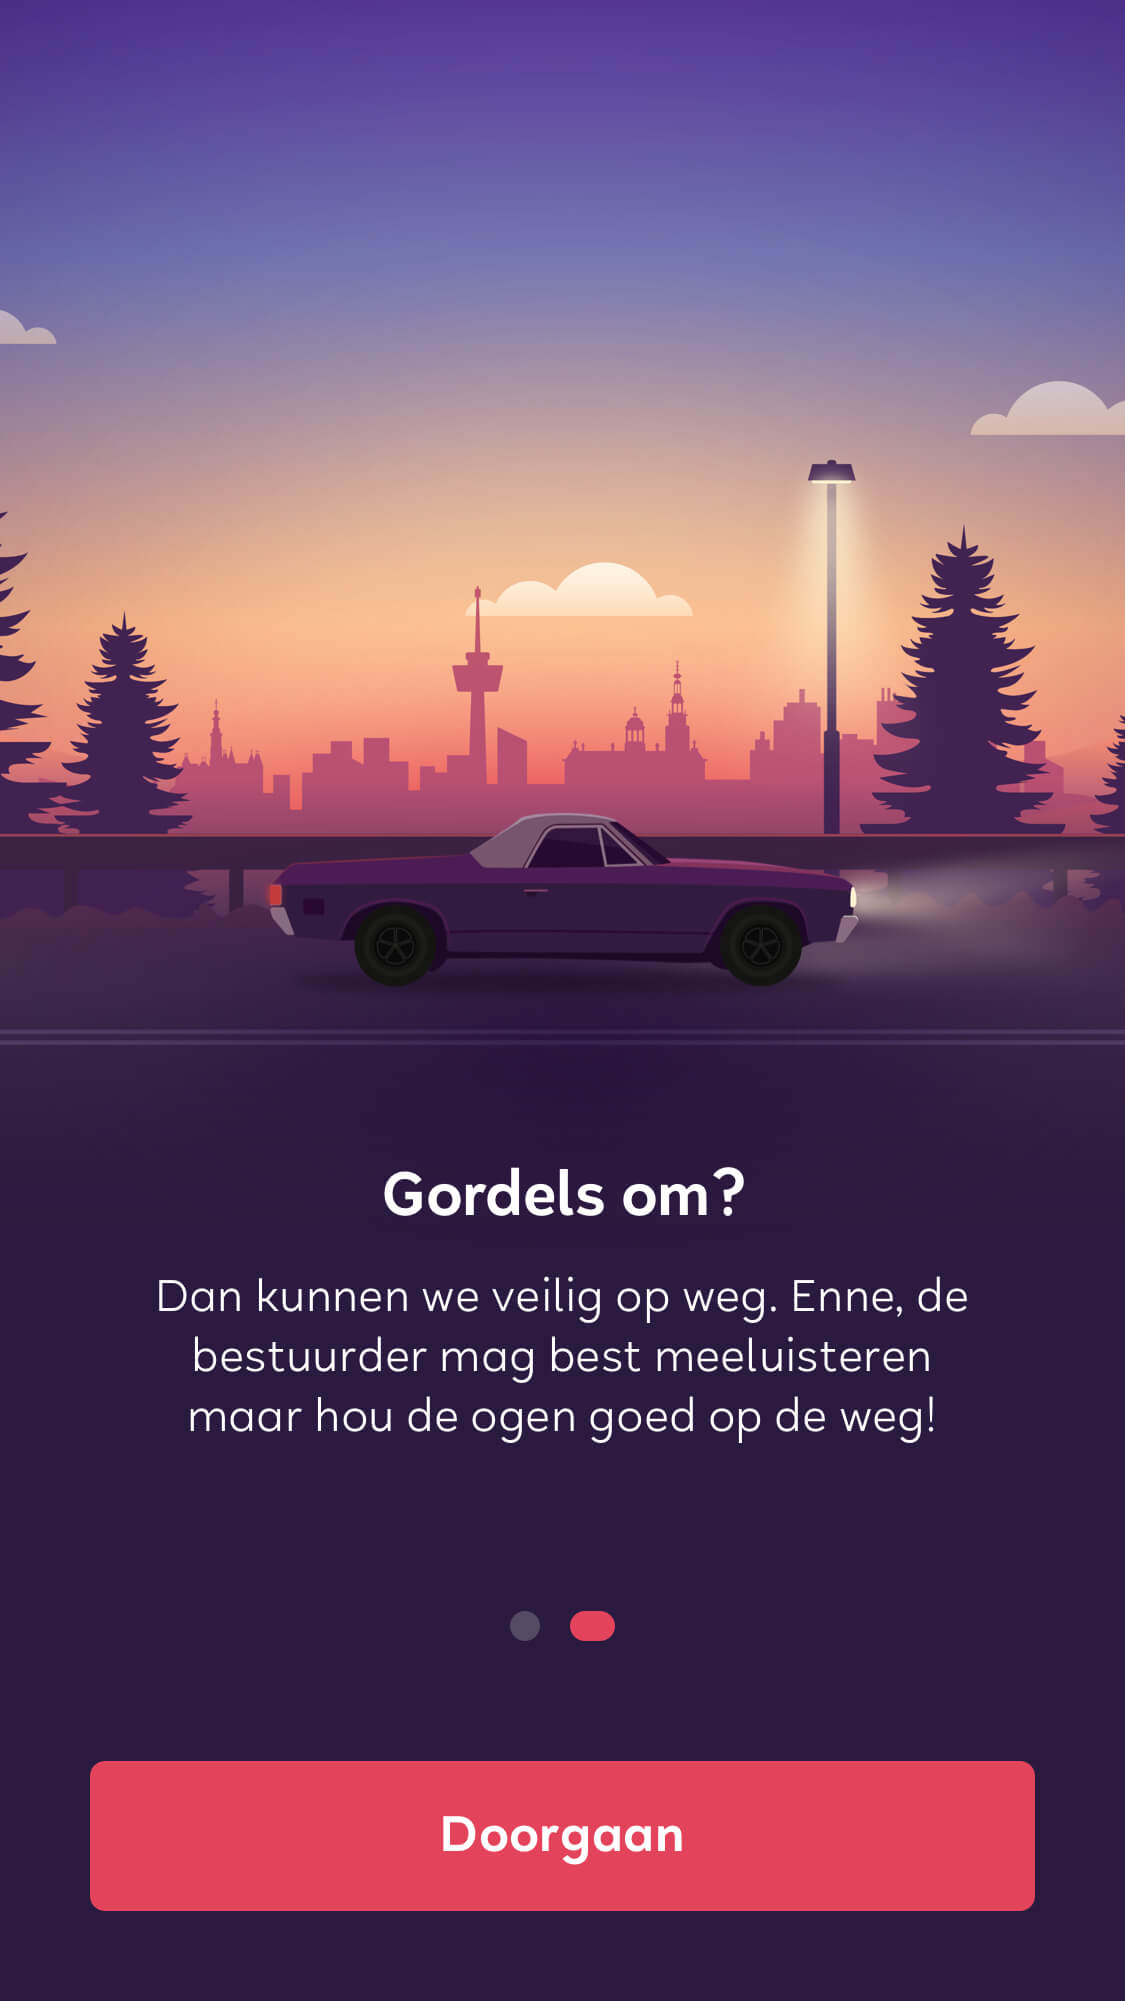 Gordels om?
Dan kunnen we veilig op weg. Enne, de
bestuurder mag best meeluisteren
maar hou de ogen goed op de weg!
Doorgaan